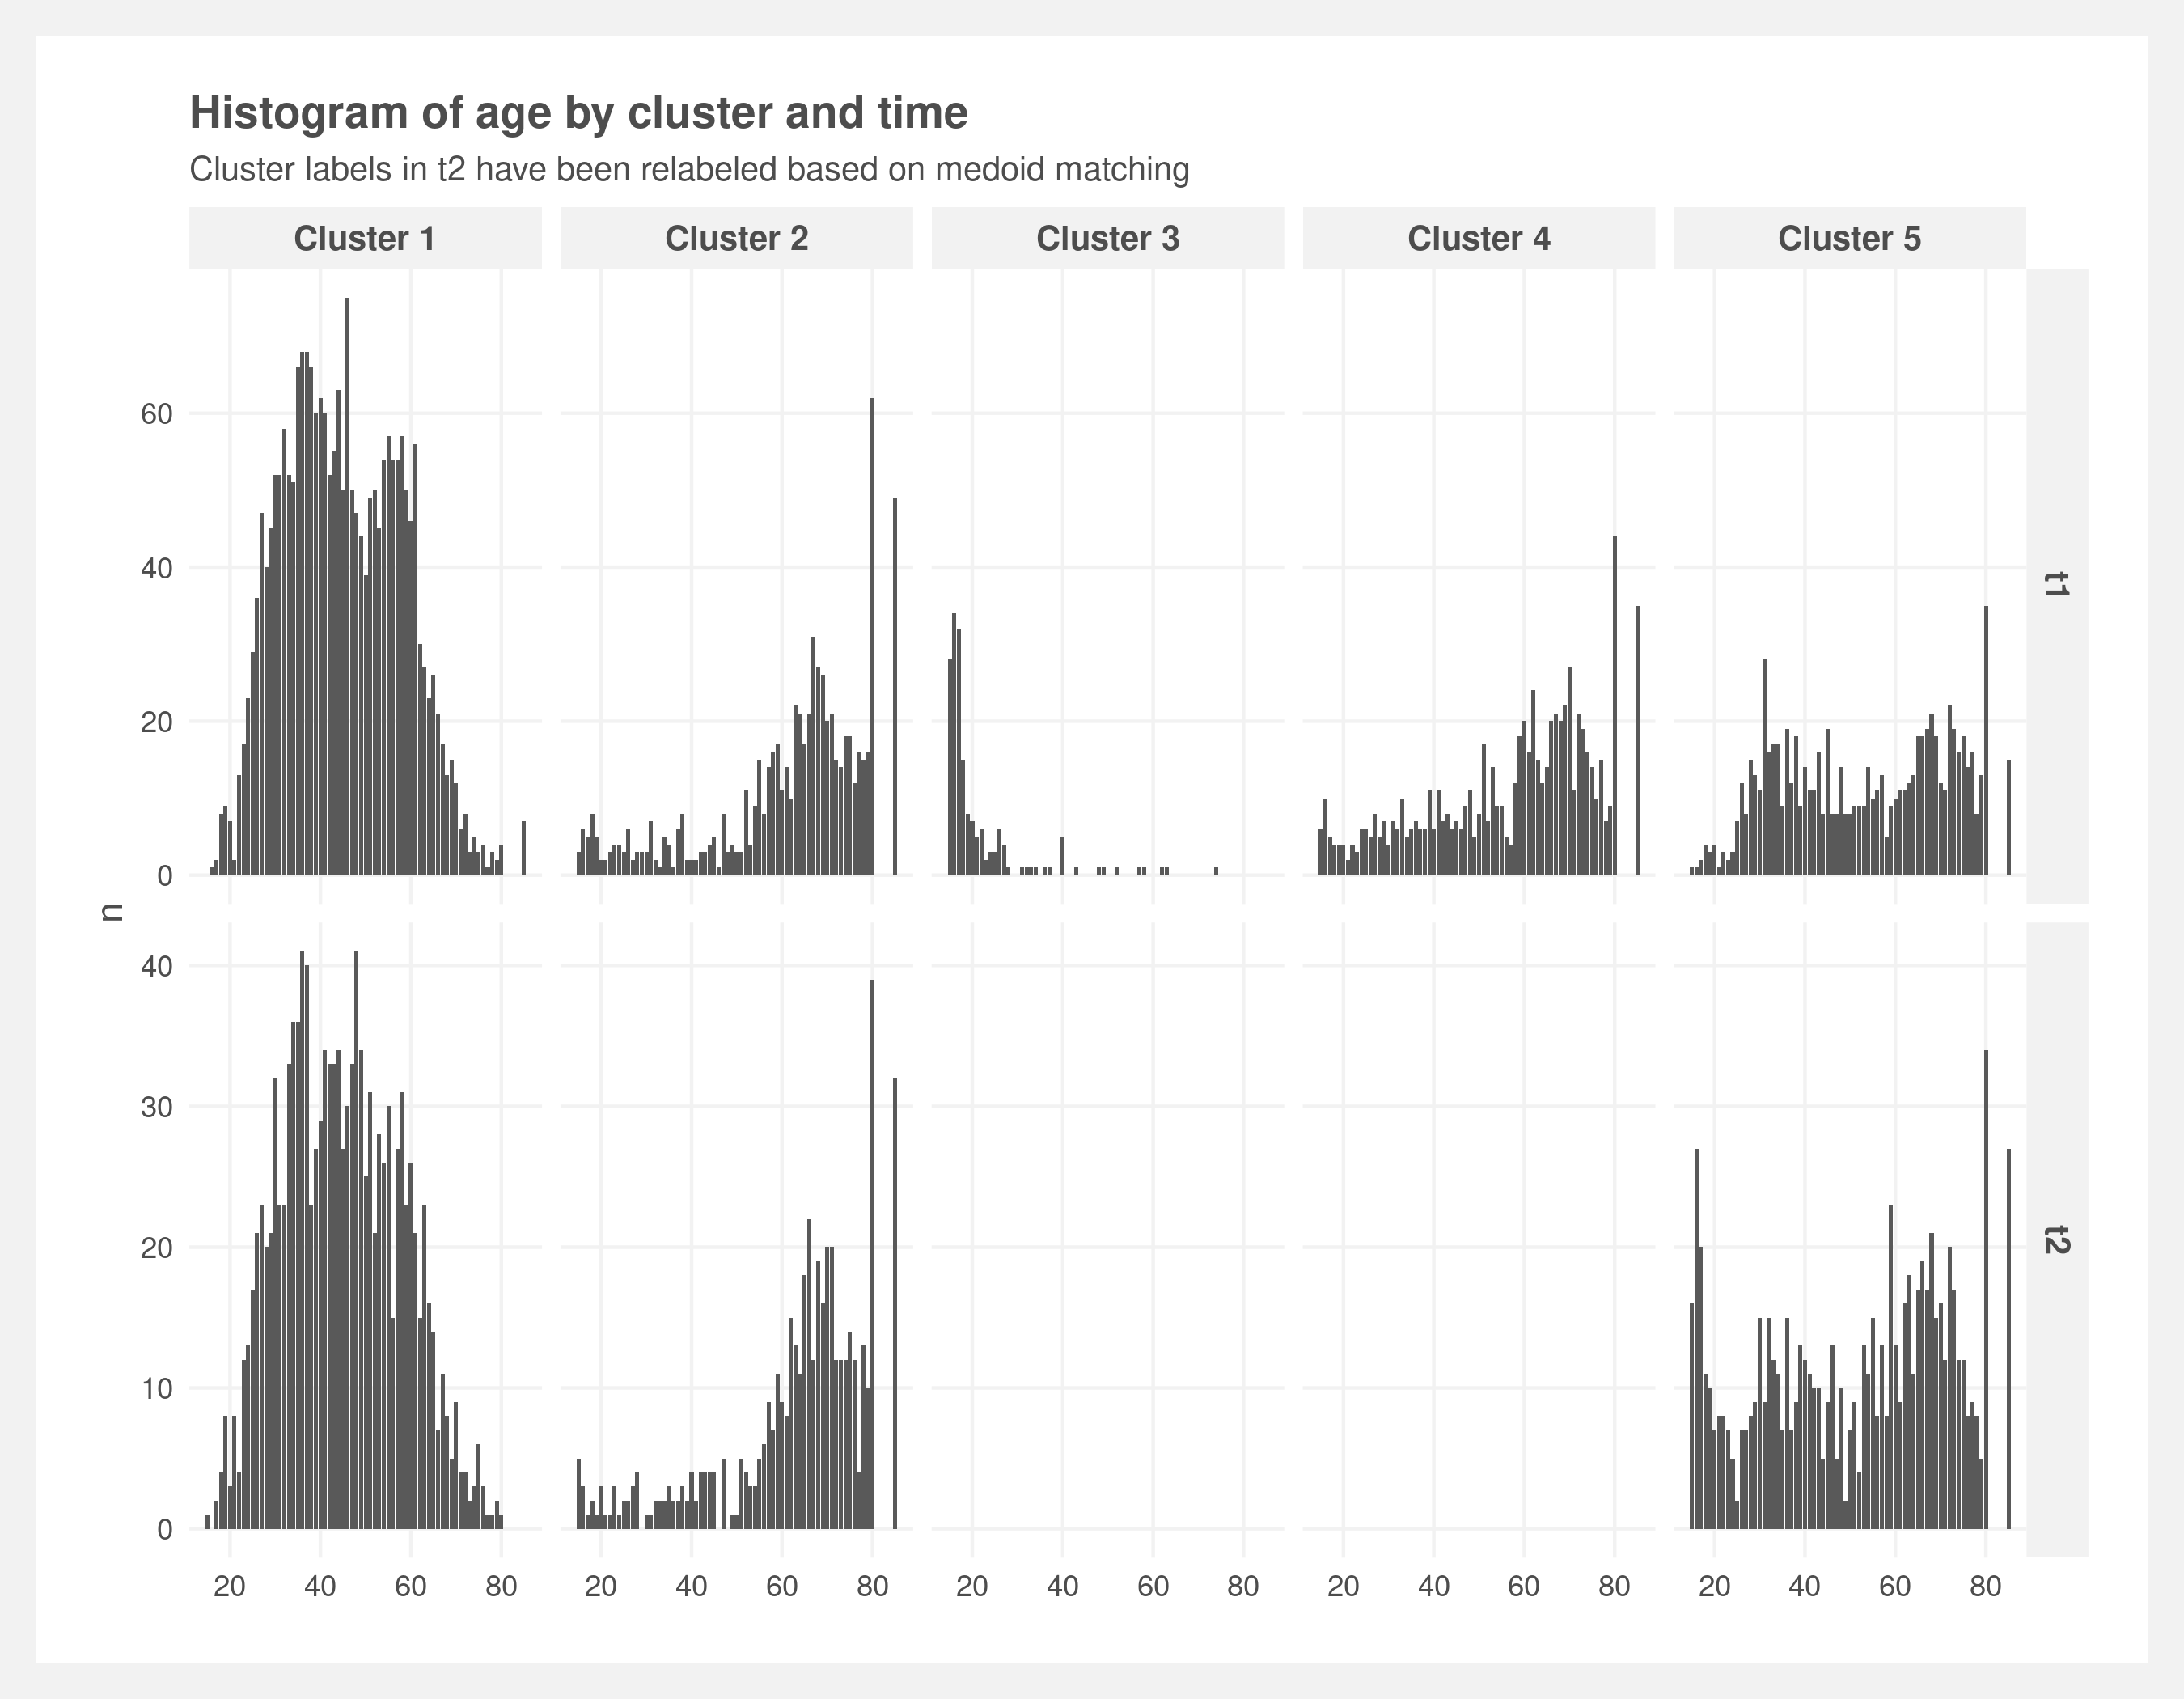 Histogram of age by cluster and time
Cluster labels in t2 have been relabeled based on medoid matching
Cluster 1 Cluster 2 Cluster 3 Cluster 4 Cluster 5
60
40
20
0
t1
n
40
30
20
10
0
t2
20 40 60 80 20 40 60 80 20 40 60 80 20 40 60 80 20 40 60 80